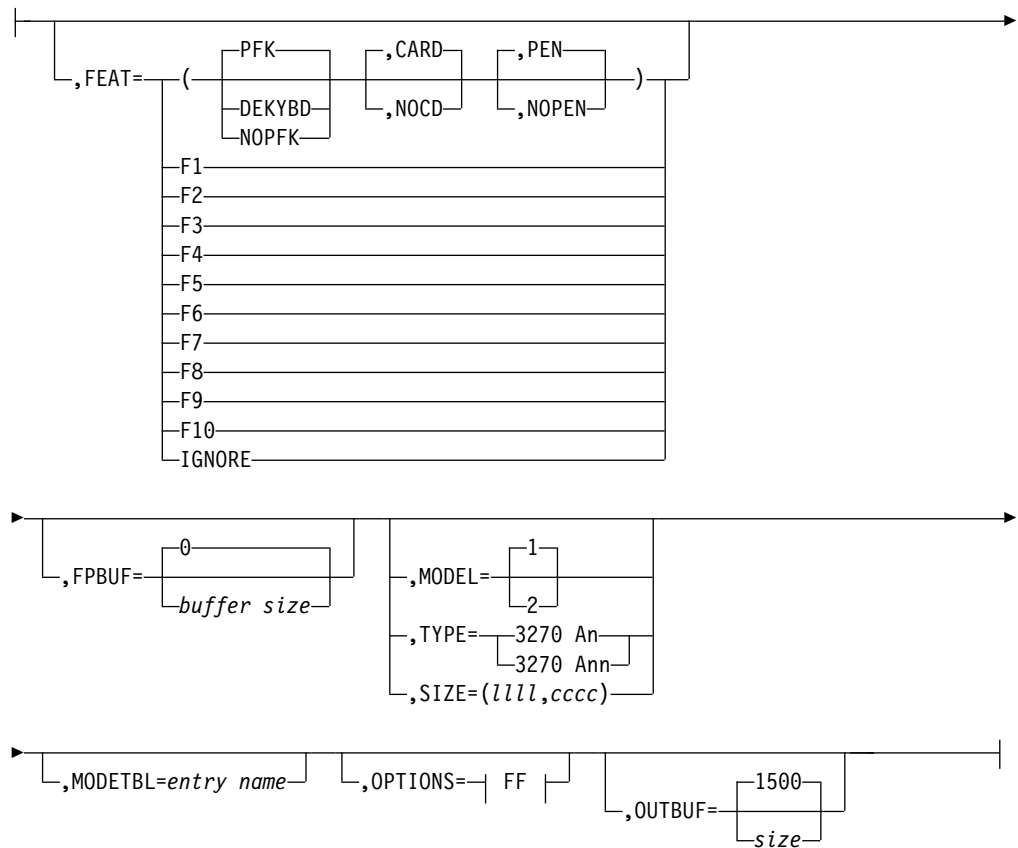 PFK ,CARD ,PEN
,FEAT= ( DEKYBD ,NOCD ,NOPEN )
NOPFK
F1
F2
F3
F4
F5
F6
F7
F8
F9
F10
IGNORE
0 1
,FPBUF= buffer size ,MODEL= 2
,TYPE= 3270 An
3270 Ann
,SIZE=(llll,cccc)
,MODETBL=entry name ,OPTIONS= FF 1500
,OUTBUF= size